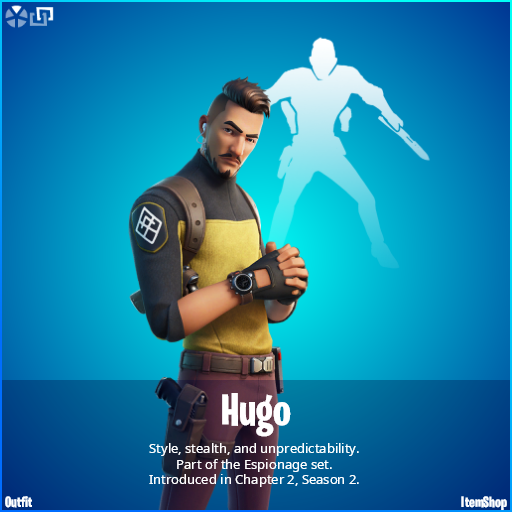 Hugo
Style, stealth, and unpredictability.
Part of the Espionage set.
Introduced in Chapter 2, Season 2.
Outfit
ItemShop